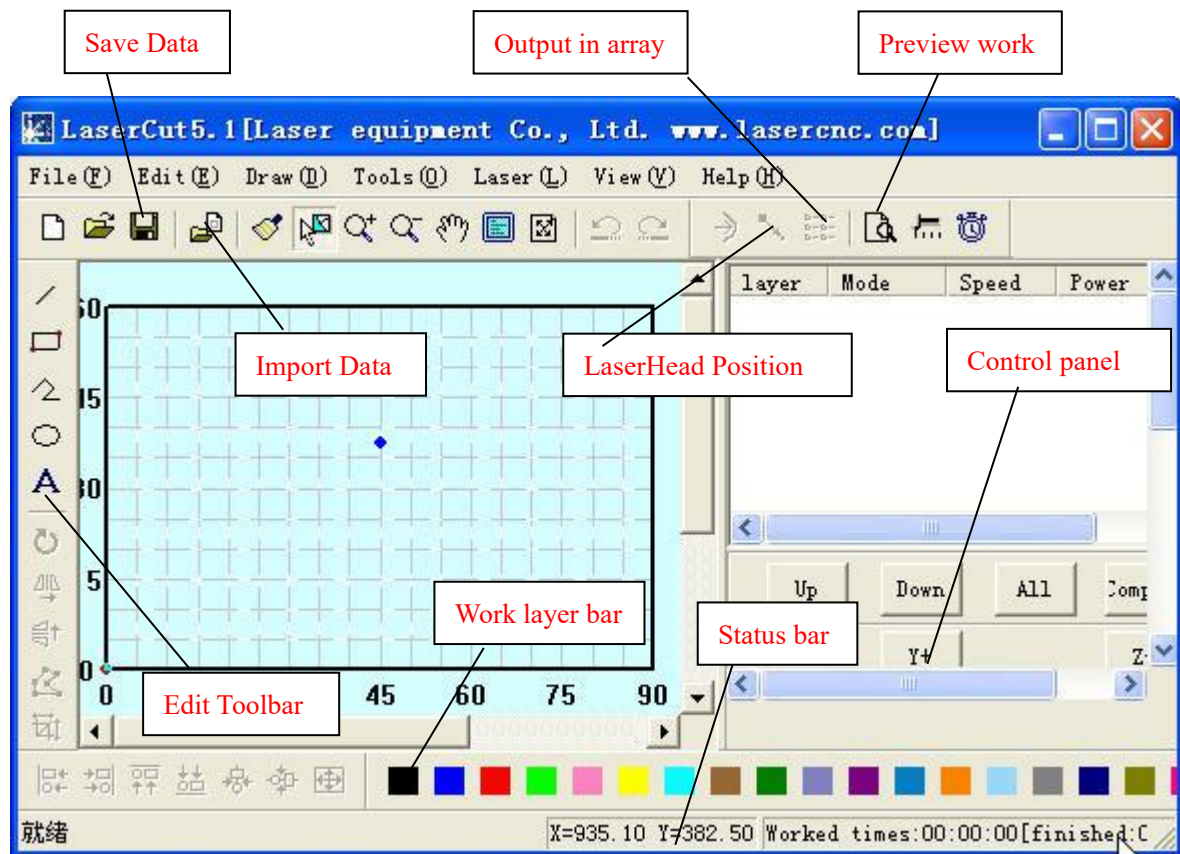 Save Data
Output in array
Preview work
LaserCut5.1[Laser equipment Co., Ltd. www.lasercnc.com]
File(F) Edit(E) Draw(D) Tools(O) Laser(L) View(V) Help(H)
layer Mode Speed Power
15
Import Data
LaserHead Position
Control panel
5
Up Down All
Work layer bar
Status bar
Y+
0
0 45 60 75 90
Edit Toolbar
就绪 X=935.10 Y=382.50 Worked times:00:00:00[finished: